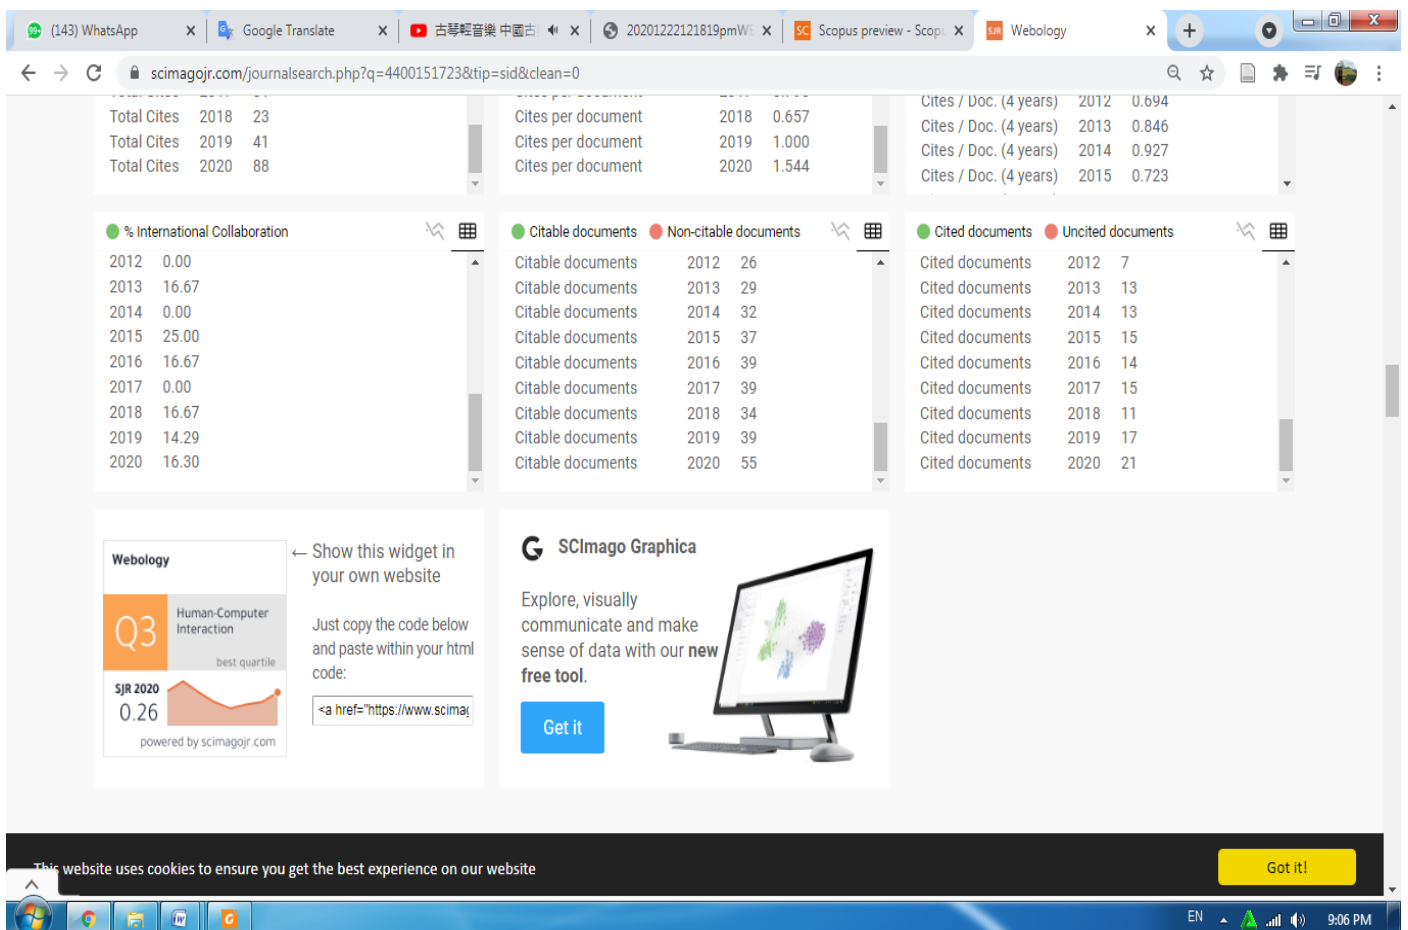 (143) WhatsApp
Google Translate
古琴輕音樂 中國古
20201222121819pmWE
Scopus preview - Scop
SJR Webology
scimagojr.com/journalsearch.php?q=4400151723&tip=sid&clean=0
Total Cites 2018 23
Total Cites 2019 41
Total Cites 2020 88
Cites per document 2018 0.657
Cites per document 2019 1.000
Cites per document 2020 1.544
Cites / Doc. (4 years) 2012 0.694
Cites / Doc. (4 years) 2013 0.846
Cites / Doc. (4 years) 2014 0.927
Cites / Doc. (4 years) 2015 0.723
% International Collaboration
2012 0.00
2013 16.67
2014 0.00
2015 25.00
2016 16.67
2017 0.00
2018 16.67
2019 14.29
2020 16.30
Citable documents Non-citable documents
Citable documents 2012 26
Citable documents 2013 29
Citable documents 2014 32
Citable documents 2015 37
Citable documents 2016 39
Citable documents 2017 39
Citable documents 2018 34
Citable documents 2019 39
Citable documents 2020 55
Cited documents Uncited documents
Cited documents 2012 7
Cited documents 2013 13
Cited documents 2014 13
Cited documents 2015 15
Cited documents 2016 14
Cited documents 2017 15
Cited documents 2018 11
Cited documents 2019 17
Cited documents 2020 21
Webology
Q3
Human-Computer
Interaction
best quartile
SJR 2020
0.26
powered by scimagojr.com
← Show this widget in
your own website
Just copy the code below
and paste within your html
code:
<a href="https://www.scimag
SCImago Graphica
Explore, visually
communicate and make
sense of data with our new
free tool.
Get it
This website uses cookies to ensure you get the best experience on our website
Got it!
EN
9:06 PM